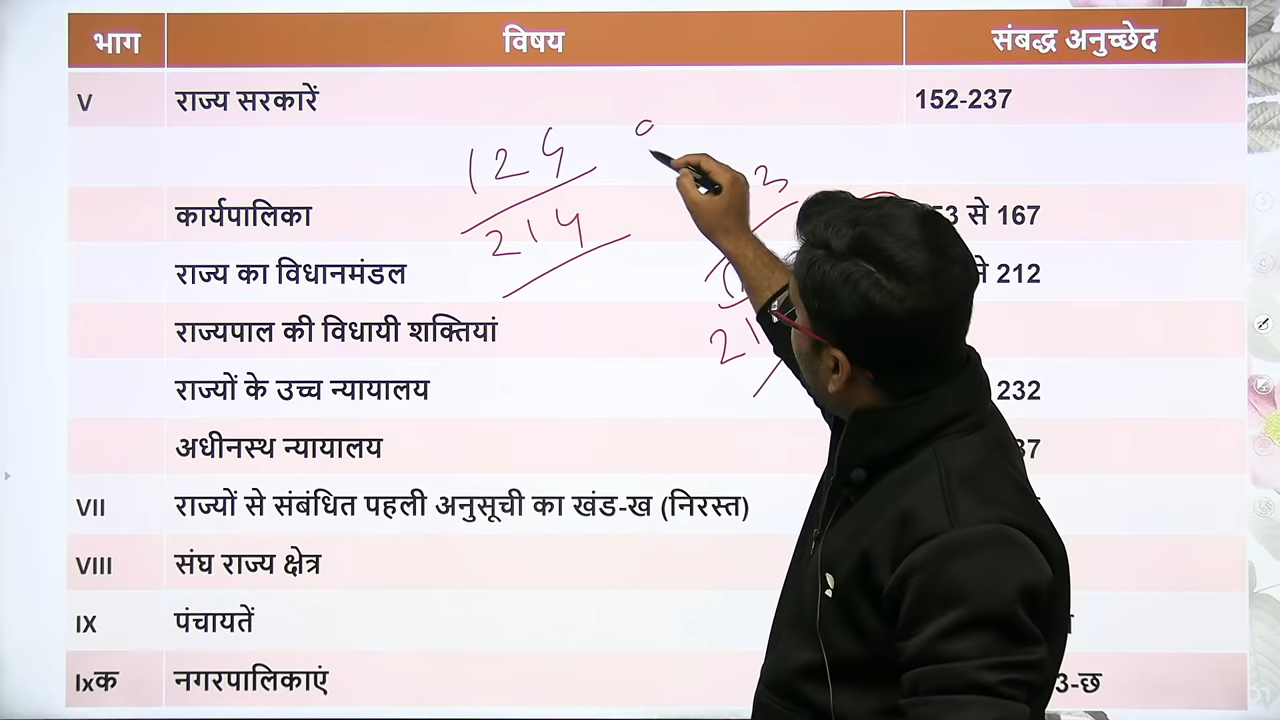 भाग विषय संबद्ध अनुच्छेद
V राज्य सरकारें 152-237
124
कार्यपालिका से 167
214
राज्य का विधानमंडल 212
राज्यपाल की विधायी शक्तियां
राज्यों के उच्च न्यायालय 232
अधीनस्थ न्यायालय
VII राज्यों से संबंधित पहली अनुसूची का खंड-ख (निरस्त)
VIII संघ राज्य क्षेत्र
IX पंचायतें
Ixक नगरपालिकाएं